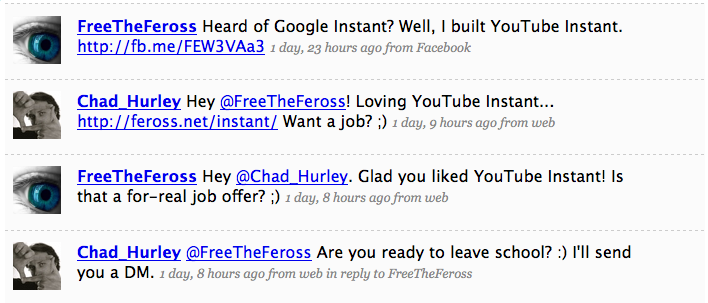 FreeTheFeross Heard of Google Instant? Well, I built YouTube Instant.
http://fb.me/FEW3VAa3 1 day, 23 hours ago from Facebook
Chad_Hurley Hey @FreeTheFeross! Loving YouTube Instant...
http://feross.net/instant/ Want a job? ;) 1 day, 9 hours ago from web
FreeTheFeross Hey @Chad_Hurley. Glad you liked YouTube Instant! Is
that a for-real job offer? ;) 1 day, 8 hours ago from web
Chad_Hurley @FreeTheFeross Are you ready to leave school? :) I'll send
you a DM. 1 day, 8 hours ago from web in reply to FreeTheFeross